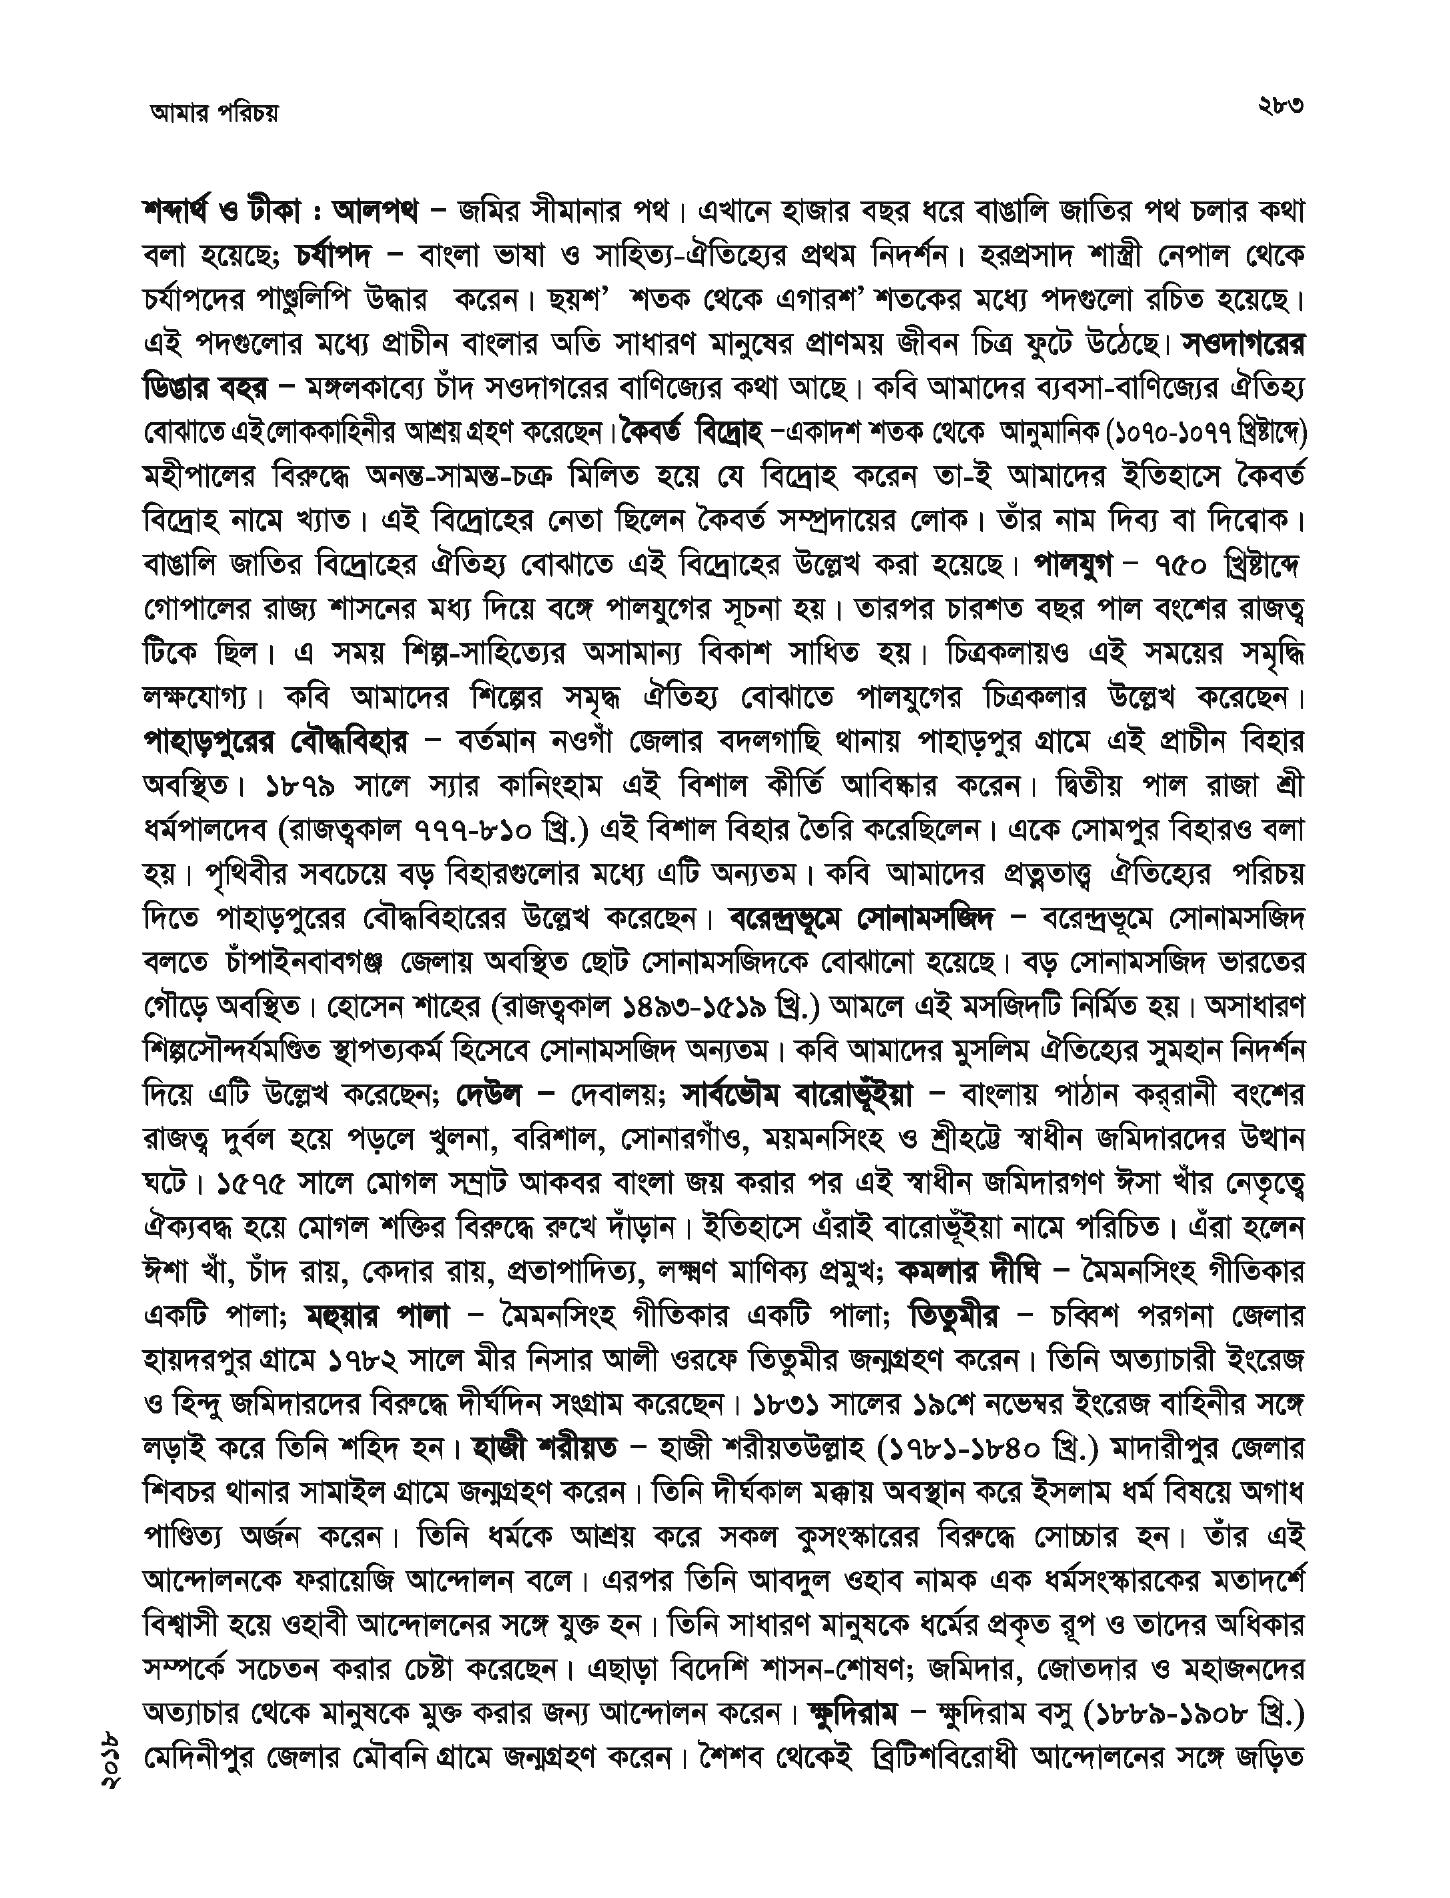 আমার পরিচয়
২৮৩
শব্দার্থ ও টীকা : আলপথ – জমির সীমানার পথ। এখানে হাজার বছর ধরে বাঙালি জাতির পথ চলার কথা
বলা হয়েছে; চর্যাপদ – বাংলা ভাষা ও সাহিত্য-ঐতিহ্যের প্রথম নিদর্শন। হরপ্রসাদ শাস্ত্রী নেপাল থেকে
চর্যাপদের পাণ্ডুলিপি উদ্ধার করেন। ছয়শ’ শতক থেকে এগারশ’ শতকের মধ্যে পদগুলো রচিত হয়েছে।
এই পদগুলোর মধ্যে প্রাচীন বাংলার অতি সাধারণ মানুষের প্রাণময় জীবন চিত্র ফুটে উঠেছে। সওদাগরের
ডিঙার বহর – মঙ্গলকাব্যে চাঁদ সওদাগরের বাণিজ্যের কথা আছে। কবি আমাদের ব্যবসা-বাণিজ্যের ঐতিহ্য
বোঝাতে এই লোককাহিনীর আশ্রয় গ্রহণ করেছেন। কৈবর্ত বিদ্রোহ –একাদশ শতক থেকে আনুমানিক (১০৭০-১০৭৭ খ্রিষ্টাব্দে)
মহীপালের বিরুদ্ধে অনন্ত-সামন্ত-চক্র মিলিত হয়ে যে বিদ্রোহ করেন তা-ই আমাদের ইতিহাসে কৈবর্ত
বিদ্রোহ নামে খ্যাত। এই বিদ্রোহের নেতা ছিলেন কৈবর্ত সম্প্রদায়ের লোক। তাঁর নাম দিব্য বা দিব্বোক।
বাঙালি জাতির বিদ্রোহের ঐতিহ্য বোঝাতে এই বিদ্রোহের উল্লেখ করা হয়েছে। পালযুগ – ৭৫০ খ্রিষ্টাব্দে
গোপালের রাজ্য শাসনের মধ্য দিয়ে বঙ্গে পালযুগের সূচনা হয়। তারপর চারশত বছর পাল বংশের রাজত্ব
টিকে ছিল। এ সময় শিল্প-সাহিত্যের অসামান্য বিকাশ সাধিত হয়। চিত্রকলায়ও এই সময়ের সমৃদ্ধি
লক্ষযোগ্য। কবি আমাদের শিল্পের সমৃদ্ধ ঐতিহ্য বোঝাতে পালযুগের চিত্রকলার উল্লেখ করেছেন।
পাহাড়পুরের বৌদ্ধবিহার – বর্তমান নওগাঁ জেলার বদলগাছি থানায় পাহাড়পুর গ্রামে এই প্রাচীন বিহার
অবস্থিত। ১৮৭৯ সালে স্যার কানিংহাম এই বিশাল কীর্তি আবিষ্কার করেন। দ্বিতীয় পাল রাজা শ্রী
ধর্মপালদেব (রাজত্বকাল ৭৭৭-৮১০ খ্রি.) এই বিশাল বিহার তৈরি করেছিলেন। একে সোমপুর বিহারও বলা
হয়। পৃথিবীর সবচেয়ে বড় বিহারগুলোর মধ্যে এটি অন্যতম। কবি আমাদের প্রত্নতাত্ত্ব ঐতিহ্যের পরিচয়
দিতে পাহাড়পুরের বৌদ্ধবিহারের উল্লেখ করেছেন। বরেন্দ্রভূমে সোনামসজিদ – বরেন্দ্রভূমে সোনামসজিদ
বলতে চাঁপাইনবাবগঞ্জ জেলায় অবস্থিত ছোট সোনামসজিদকে বোঝানো হয়েছে। বড় সোনামসজিদ ভারতের
গৌড়ে অবস্থিত। হোসেন শাহের (রাজত্বকাল ১৪৯৩-১৫১৯ খ্রি.) আমলে এই মসজিদটি নির্মিত হয়। অসাধারণ
শিল্পসৌন্দর্যমণ্ডিত স্থাপত্যকর্ম হিসেবে সোনামসজিদ অন্যতম। কবি আমাদের মুসলিম ঐতিহ্যের সুমহান নিদর্শন
দিয়ে এটি উল্লেখ করেছেন; দেউল – দেবালয়; সার্বভৌম বারোভূঁইয়া – বাংলায় পাঠান কর্‌রানী বংশের
রাজত্ব দুর্বল হয়ে পড়লে খুলনা, বরিশাল, সোনারগাঁও, ময়মনসিংহ ও শ্রীহট্টে স্বাধীন জমিদারদের উত্থান
ঘটে। ১৫৭৫ সালে মোগল সম্রাট আকবর বাংলা জয় করার পর এই স্বাধীন জমিদারগণ ঈসা খাঁর নেতৃত্বে
ঐক্যবদ্ধ হয়ে মোগল শক্তির বিরুদ্ধে রুখে দাঁড়ান। ইতিহাসে এঁরাই বারোভূঁইয়া নামে পরিচিত। এঁরা হলেন
ঈশা খাঁ, চাঁদ রায়, কেদার রায়, প্রতাপাদিত্য, লক্ষ্মণ মাণিক্য প্রমুখ; কমলার দীঘি – মৈমনসিংহ গীতিকার
একটি পালা; মহুয়ার পালা – মৈমনসিংহ গীতিকার একটি পালা; তিতুমীর – চব্বিশ পরগনা জেলার
হায়দরপুর গ্রামে ১৭৮২ সালে মীর নিসার আলী ওরফে তিতুমীর জন্মগ্রহণ করেন। তিনি অত্যাচারী ইংরেজ
ও হিন্দু জমিদারদের বিরুদ্ধে দীর্ঘদিন সংগ্রাম করেছেন। ১৮৩১ সালের ১৯শে নভেম্বর ইংরেজ বাহিনীর সঙ্গে
লড়াই করে তিনি শহিদ হন। হাজী শরীয়ত – হাজী শরীয়তউল্লাহ (১৭৮১-১৮৪০ খ্রি.) মাদারীপুর জেলার
শিবচর থানার সামাইল গ্রামে জন্মগ্রহণ করেন। তিনি দীর্ঘকাল মক্কায় অবস্থান করে ইসলাম ধর্ম বিষয়ে অগাধ
পাণ্ডিত্য অর্জন করেন। তিনি ধর্মকে আশ্রয় করে সকল কুসংস্কারের বিরুদ্ধে সোচ্চার হন। তাঁর এই
আন্দোলনকে ফরায়েজি আন্দোলন বলে। এরপর তিনি আবদুল ওহাব নামক এক ধর্মসংস্কারকের মতাদর্শে
বিশ্বাসী হয়ে ওহাবী আন্দোলনের সঙ্গে যুক্ত হন। তিনি সাধারণ মানুষকে ধর্মের প্রকৃত রূপ ও তাদের অধিকার
সম্পর্কে সচেতন করার চেষ্টা করেছেন। এছাড়া বিদেশি শাসন-শোষণ; জমিদার, জোতদার ও মহাজনদের
অত্যাচার থেকে মানুষকে মুক্ত করার জন্য আন্দোলন করেন। ক্ষুদিরাম – ক্ষুদিরাম বসু (১৮৮৯-১৯০৮ খ্রি.)
মেদিনীপুর জেলার মৌবনি গ্রামে জন্মগ্রহণ করেন। শৈশব থেকেই ব্রিটিশবিরোধী আন্দোলনের সঙ্গে জড়িত
২০১৮